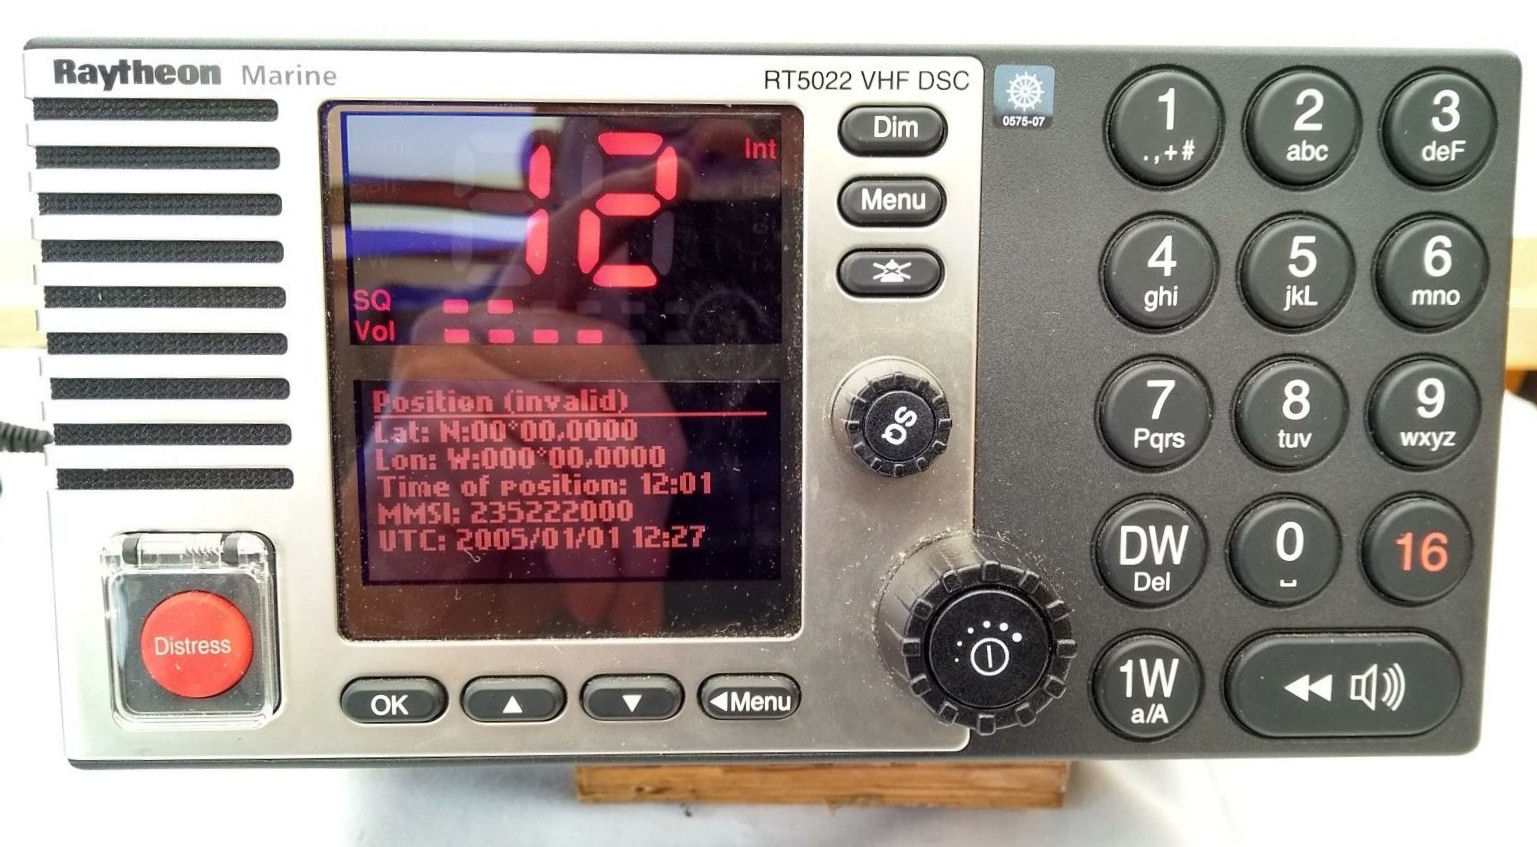 Raytheon Marine
RT5022 VHF DSC
0575-07
12
Int
SQ
Vol
Position (invalid)
Lat: N:00°00,0000
Lon: W:000°00,0000
Time of position: 12:01
MMSI: 235222000
UTC: 2005/01/01 12:27
Dim
Menu
SQ
Distress
OK
▲
▼
◀Menu
1
.,+#
2
abc
3
deF
4
ghi
5
jkL
6
mno
7
Pqrs
8
tuv
9
wxyz
DW
Del
0
16
1W
a/A